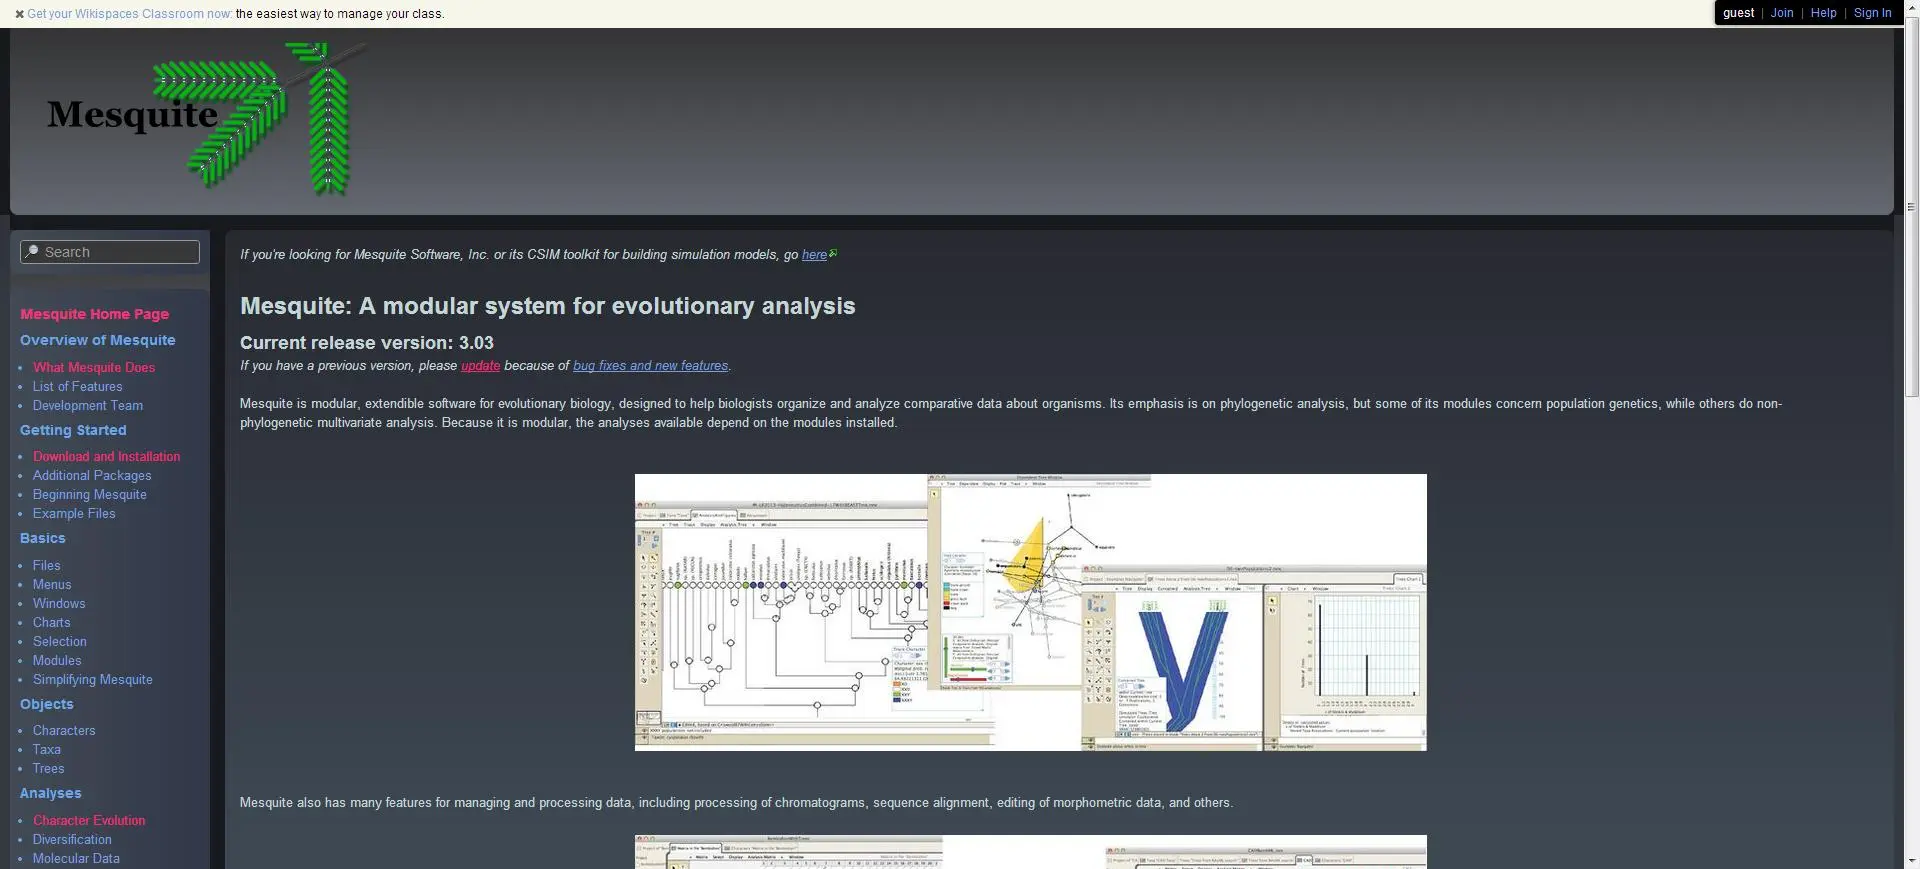 Get your Wikispaces Classroom now: the easiest way to manage your class.
guest | Join | Help | Sign In
Mesquite
Search
If you're looking for Mesquite Software, Inc. or its CSIM toolkit for building simulation models, go here
Mesquite Home Page
Overview of Mesquite
What Mesquite Does
List of Features
Development Team
Getting Started
Download and Installation
Additional Packages
Beginning Mesquite
Example Files
Basics
Files
Menus
Windows
Charts
Selection
Modules
Simplifying Mesquite
Objects
Characters
Taxa
Trees
Analyses
Character Evolution
Diversification
Molecular Data
Mesquite: A modular system for evolutionary analysis
Current release version: 3.03
If you have a previous version, please update because of bug fixes and new features.
Mesquite is modular, extendible software for evolutionary biology, designed to help biologists organize and analyze comparative data about organisms. Its emphasis is on phylogenetic analysis, but some of its modules concern population genetics, while others do non-
phylogenetic multivariate analysis. Because it is modular, the analyses available depend on the modules installed.
Mesquite also has many features for managing and processing data, including processing of chromatograms, sequence alignment, editing of morphometric data, and others.